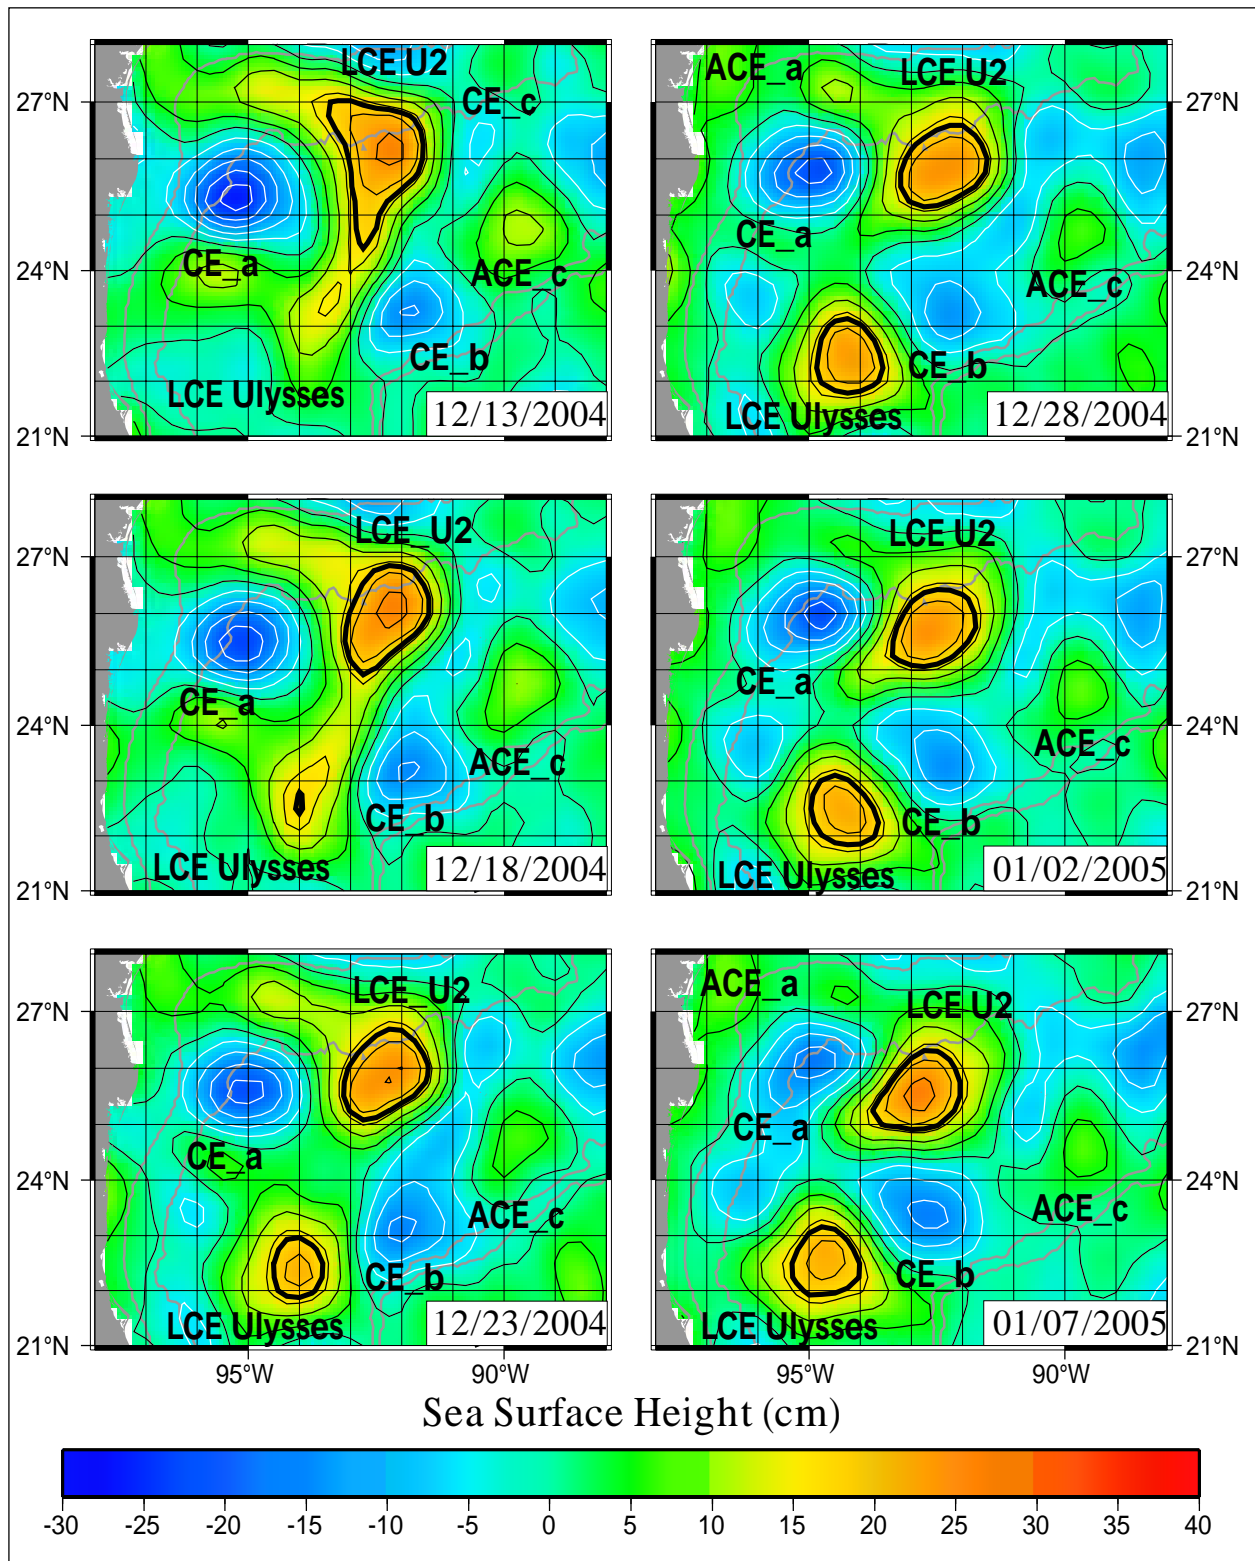 LCE U2
CE_c
27°N
CE_a
24°N
ACE_c
CE_b
LCE Ulysses
12/13/2004
21°N
ACE_a
LCE U2
27°N
CE_a
24°N
ACE_c
CE_b
LCE Ulysses
12/28/2004
21°N
LCE_U2
27°N
CE_a
24°N
ACE_c
CE_b
LCE Ulysses
12/18/2004
21°N
LCE U2
27°N
CE_a
24°N
ACE_c
CE_b
LCE Ulysses
01/02/2005
21°N
LCE_U2
27°N
CE_a
24°N
ACE_c
CE_b
LCE Ulysses
12/23/2004
21°N
95°W 90°W
ACE_a
LCE U2
27°N
CE_a
24°N
ACE_c
CE_b
LCE Ulysses
01/07/2005
21°N
95°W 90°W
Sea Surface Height (cm)
-30 -25 -20 -15 -10 -5 0 5 10 15 20 25 30 35 40